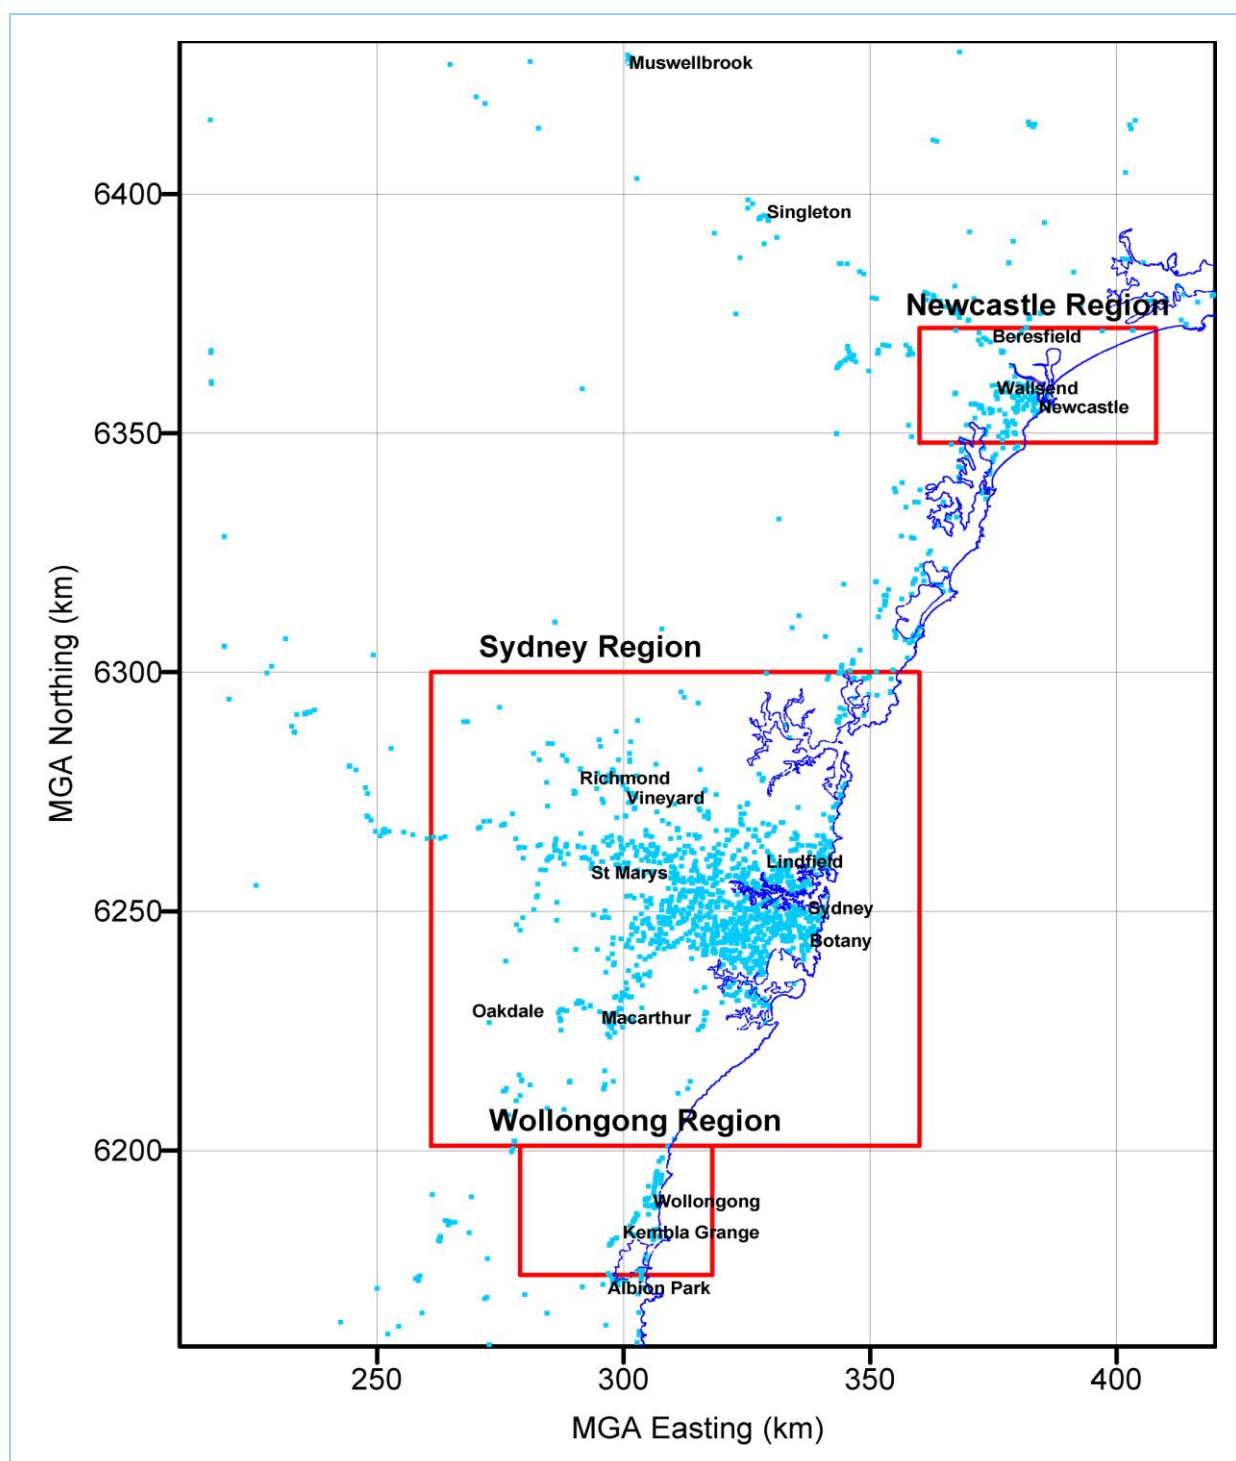 Muswellbrook
6400
Singleton
Newcastle Region
Beresfield
Wallsend
Newcastle
6350
MGA Northing (km)
Sydney Region
6300
Richmond
Vineyard
Lindfield
St Marys
Sydney
6250
Botany
Oakdale
Macarthur
Wollongong Region
6200
Wollongong
Kembla Grange
Albion Park
250
300
350
400
MGA Easting (km)